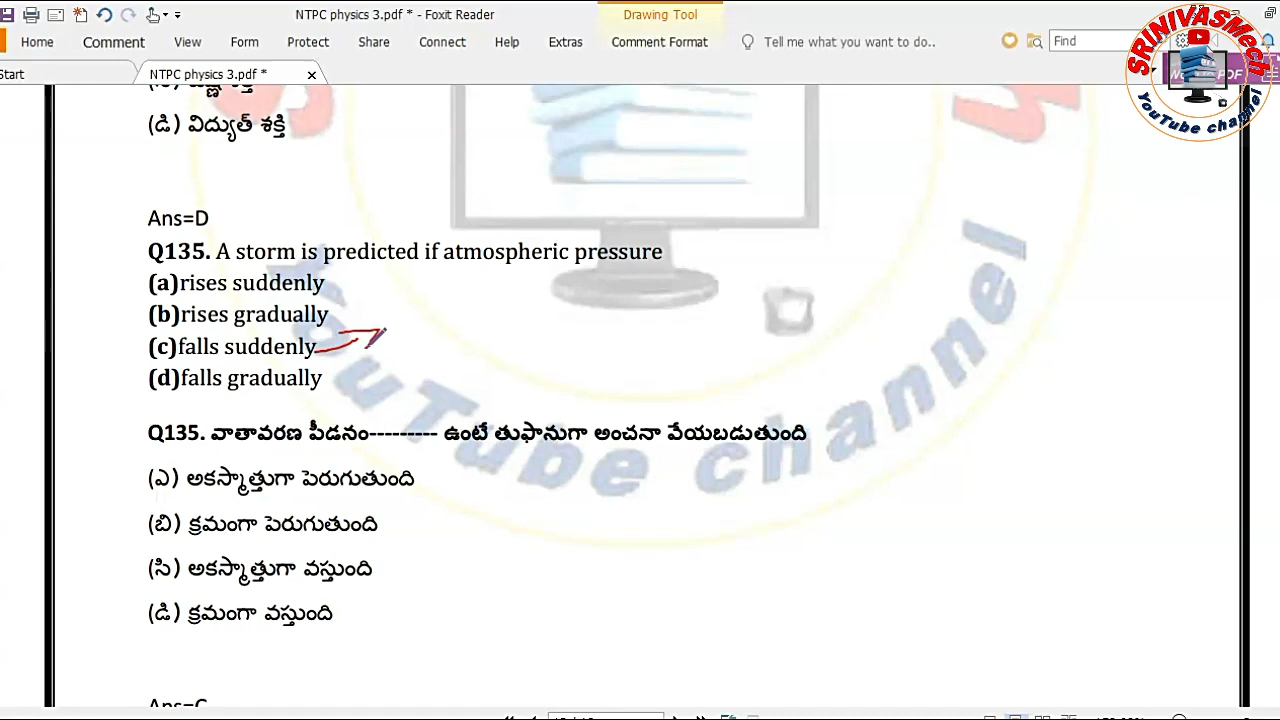 NTPC physics 3.pdf * - Foxit Reader
Drawing Tool
Home Comment View Form Protect Share Connect Help Extras Comment Format Tell me what you want to do.. Find
Start
NTPC physics 3.pdf *
SRINIVASMech
YouTube channel
(డి) విద్యుత్ శక్తి
Ans=D
Q135. A storm is predicted if atmospheric pressure
(a)rises suddenly
(b)rises gradually
(c)falls suddenly
(d)falls gradually
Q135. వాతావరణ పీడనం--------- ఉంటే తుఫానుగా అంచనా వేయబడుతుంది
(ఎ) అకస్మాత్తుగా పెరుగుతుంది
(బి) క్రమంగా పెరుగుతుంది
(సి) అకస్మాత్తుగా వస్తుంది
(డి) క్రమంగా వస్తుంది
Ans=C
YouTube channel